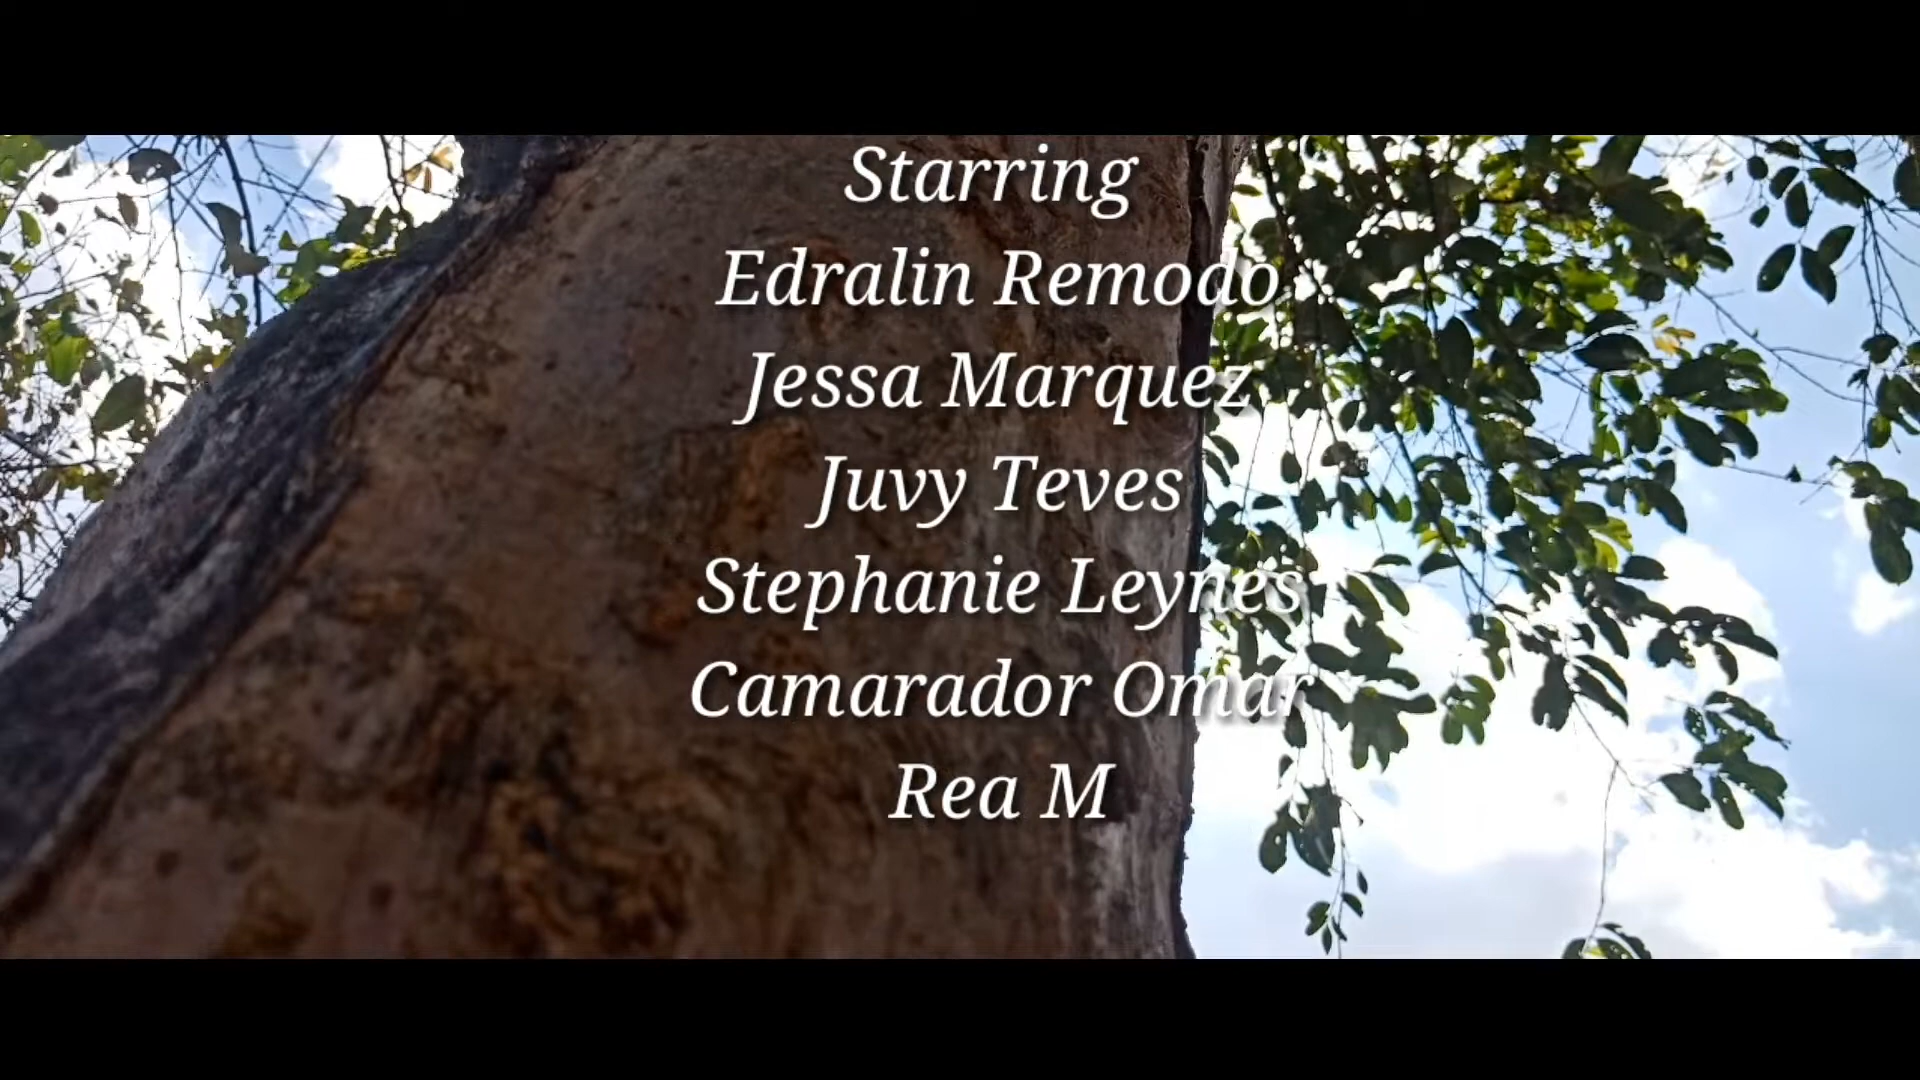 Starring
Edralin Remodo
Jessa Marquez
Juvy Teves
Stephanie Leynes
Camarador Omar
Rea M